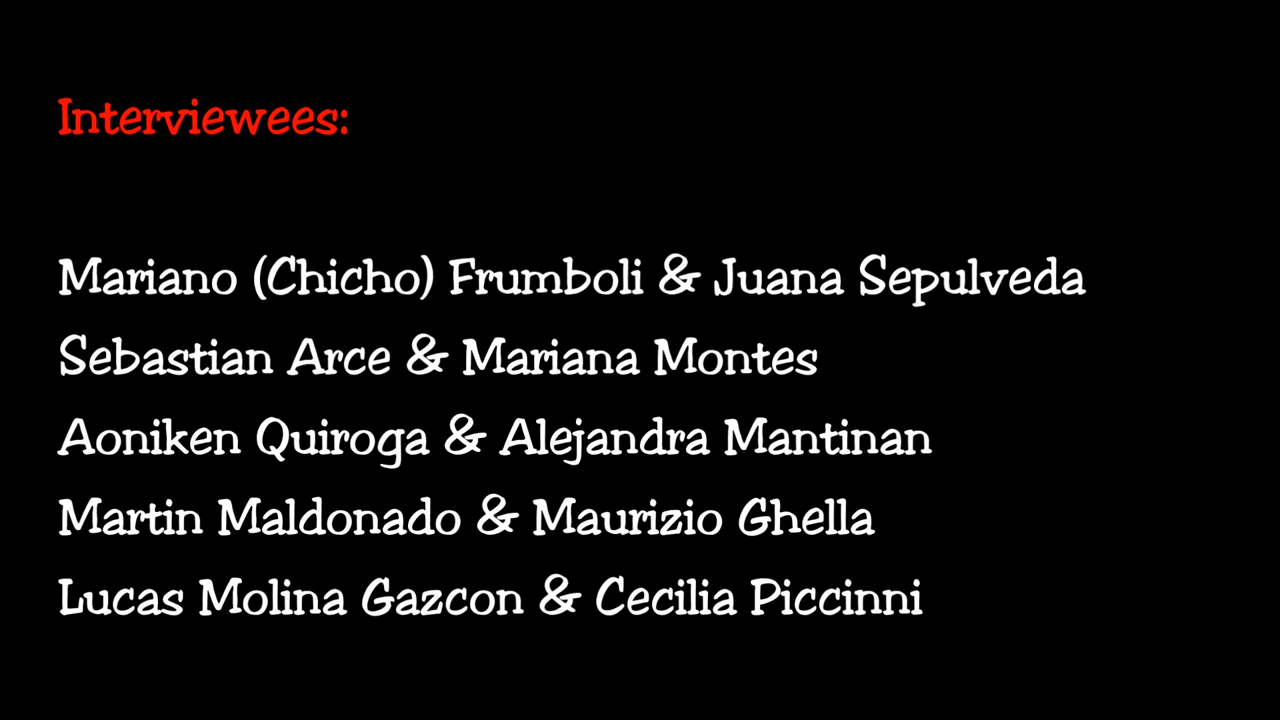 Interviewees:
Mariano (Chicho) Frumboli & Juana Sepulveda
Sebastian Arce & Mariana Montes
Aoniken Quiroga & Alejandra Mantinan
Martin Maldonado & Maurizio Ghella
Lucas Molina Gazcon & Cecilia Piccinni